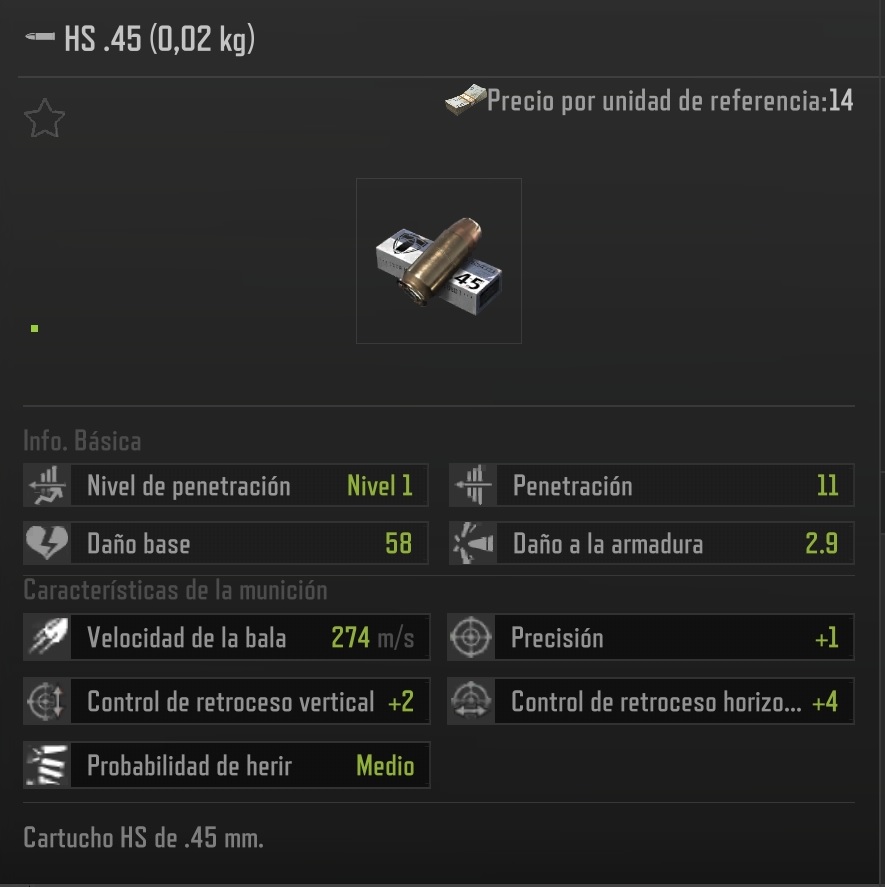 HS .45 (0,02 kg)
Precio por unidad de referencia:14
45
Info. Básica
Nivel de penetración Nivel 1
Penetración 11
Daño base 58
Daño a la armadura 2.9
Características de la munición
Velocidad de la bala 274 m/s
Precisión +1
Control de retroceso vertical +2
Control de retroceso horizo... +4
Probabilidad de herir Medio
Cartucho HS de .45 mm.